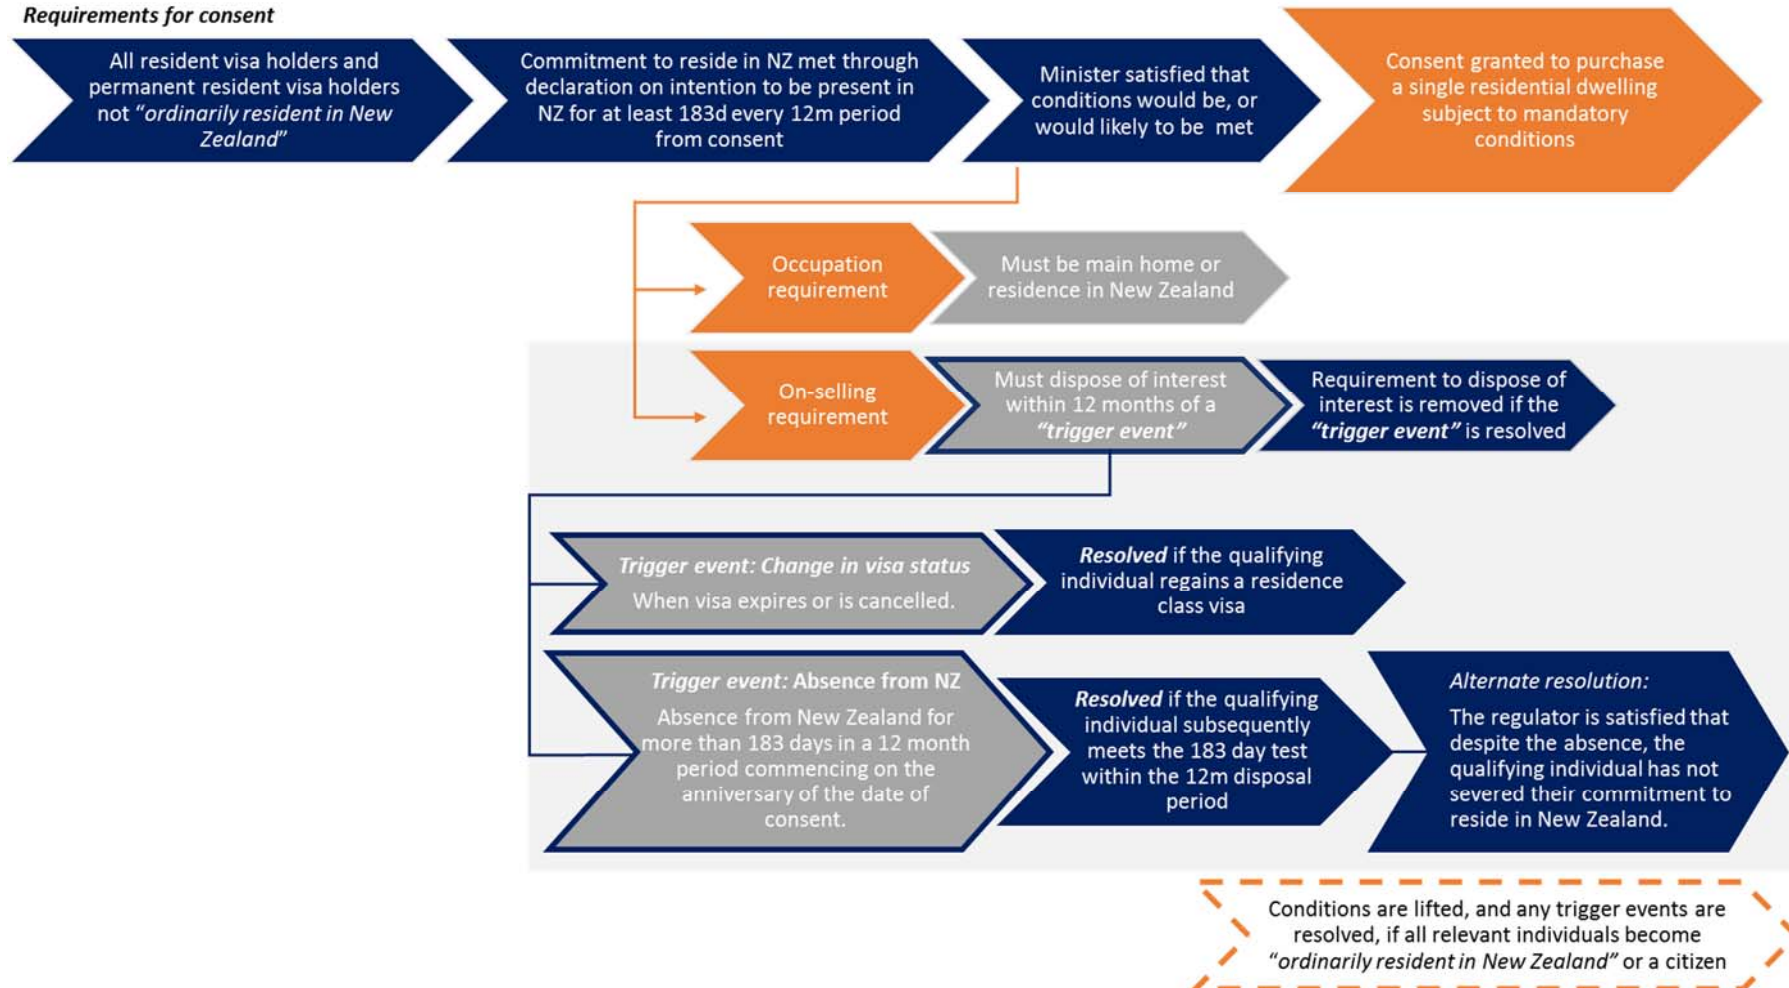 Requirements for consent
All resident visa holders and
permanent resident visa holders
not “ordinarily resident in New
Zealand”
Commitment to reside in NZ met through
declaration on intention to be present in
NZ for at least 183d every 12m period
from consent
Minister satisfied that
conditions would be, or
would likely to be met
Consent granted to purchase
a single residential dwelling
subject to mandatory
conditions
Occupation
requirement
Must be main home or
residence in New Zealand
On-selling
requirement
Must dispose of interest
within 12 months of a
“trigger event”
Requirement to dispose of
interest is removed if the
“trigger event” is resolved
Trigger event: Change in visa status
When visa expires or is cancelled.
Resolved if the qualifying
individual regains a residence
class visa
Trigger event: Absence from NZ
Absence from New Zealand for
more than 183 days in a 12 month
period commencing on the
anniversary of the date of
consent.
Resolved if the qualifying
individual subsequently
meets the 183 day test
within the 12m disposal
period
Alternate resolution:
The regulator is satisfied that
despite the absence, the
qualifying individual has not
severed their commitment to
reside in New Zealand.
Conditions are lifted, and any trigger events are
resolved, if all relevant individuals become
“ordinarily resident in New Zealand” or a citizen